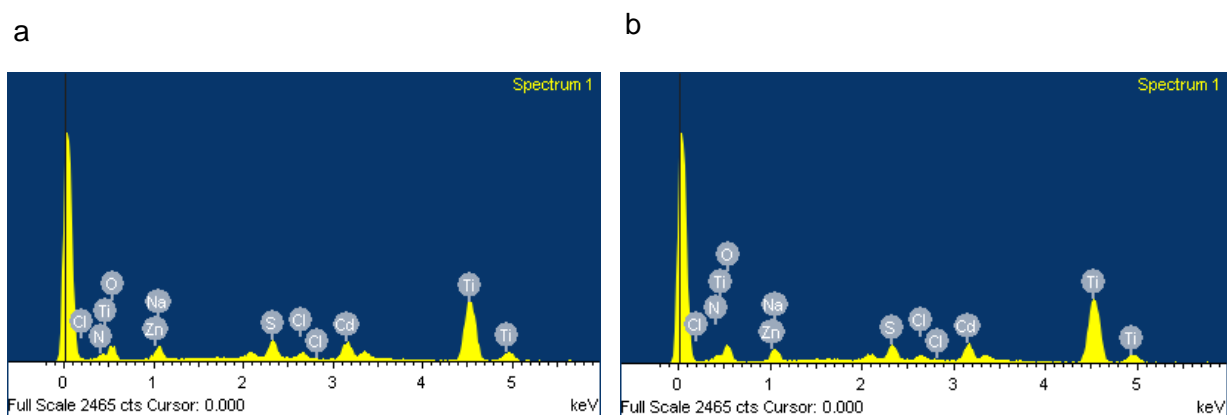 a
Spectrum 1
O
Cl
Ti
N
Na
Zn
S
Cl
Cl
Cd
Ti
Ti
0 1 2 3 4 5
Full Scale 2465 cts Cursor: 0.000 keV
b
Spectrum 1
O
Ti
N
Cl
Na
Zn
S
Cl
Cl
Cd
Ti
Ti
0 1 2 3 4 5
Full Scale 2465 cts Cursor: 0.000 keV